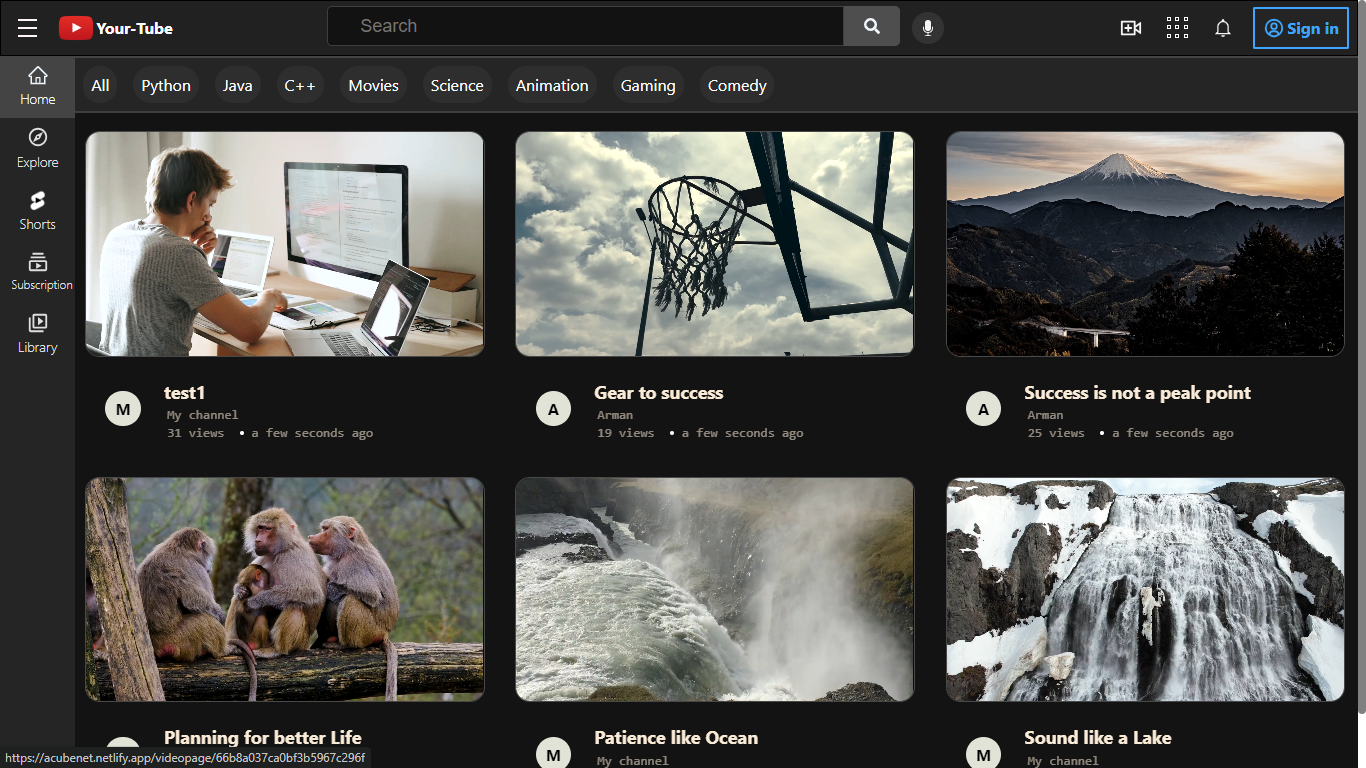 Your-Tube
Search
Sign in
Home
Explore
Shorts
Subscription
Library
All
Python
Java
C++
Movies
Science
Animation
Gaming
Comedy
M
test1
My channel
31 views • a few seconds ago
A
Gear to success
Arman
19 views • a few seconds ago
A
Success is not a peak point
Arman
25 views • a few seconds ago
Planning for better Life
M
Patience like Ocean
My channel
M
Sound like a Lake
My channel
https://acubenet.netlify.app/videopage/66b8a037ca0bf3b5967c296f